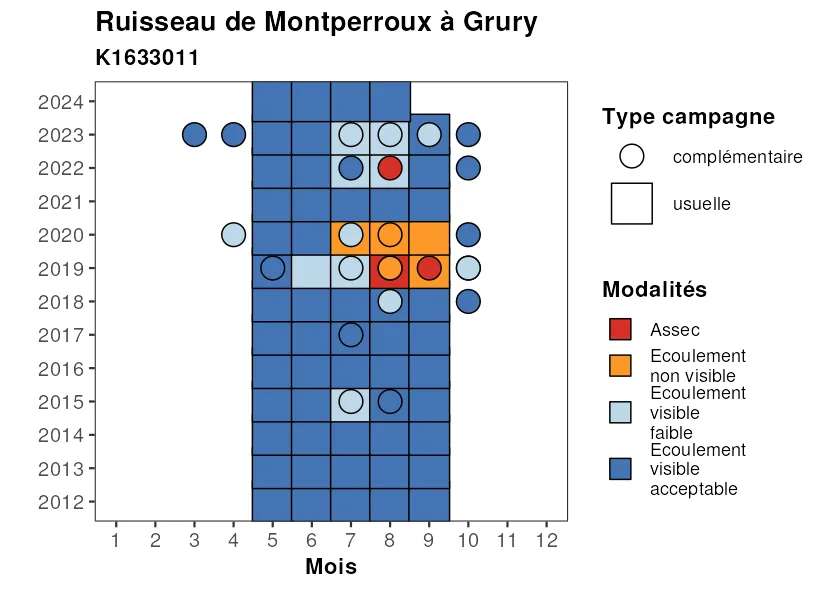 Ruisseau de Montperroux à Grury
K1633011
2024
2023
2022
2021
2020
2019
2018
2017
2016
2015
2014
2013
2012
1 2 3 4 5 6 7 8 9 10 11 12
Mois
Type campagne
complémentaire
usuelle
Modalités
Assec
Ecoulement
non visible
Ecoulement
visible
faible
Ecoulement
visible
acceptable